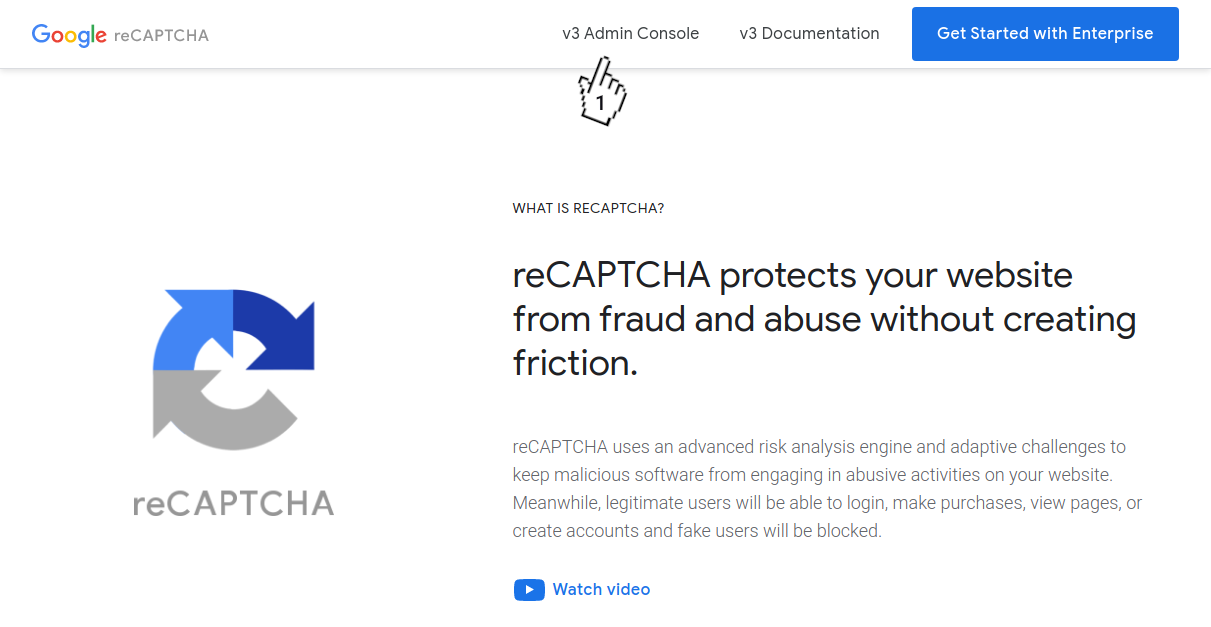 Google reCAPTCHA
v3 Admin Console
v3 Documentation
Get Started with Enterprise
1
WHAT IS RECAPTCHA?
reCAPTCHA protects your website
from fraud and abuse without creating
friction.
reCAPTCHA
reCAPTCHA uses an advanced risk analysis engine and adaptive challenges to
keep malicious software from engaging in abusive activities on your website.
Meanwhile, legitimate users will be able to login, make purchases, view pages, or
create accounts and fake users will be blocked.
Watch video